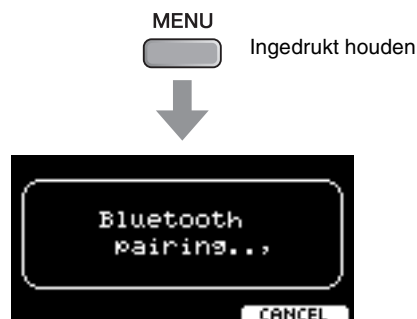 MENU
Ingedrukt houden
Bluetooth
pairing..,
CANCEL